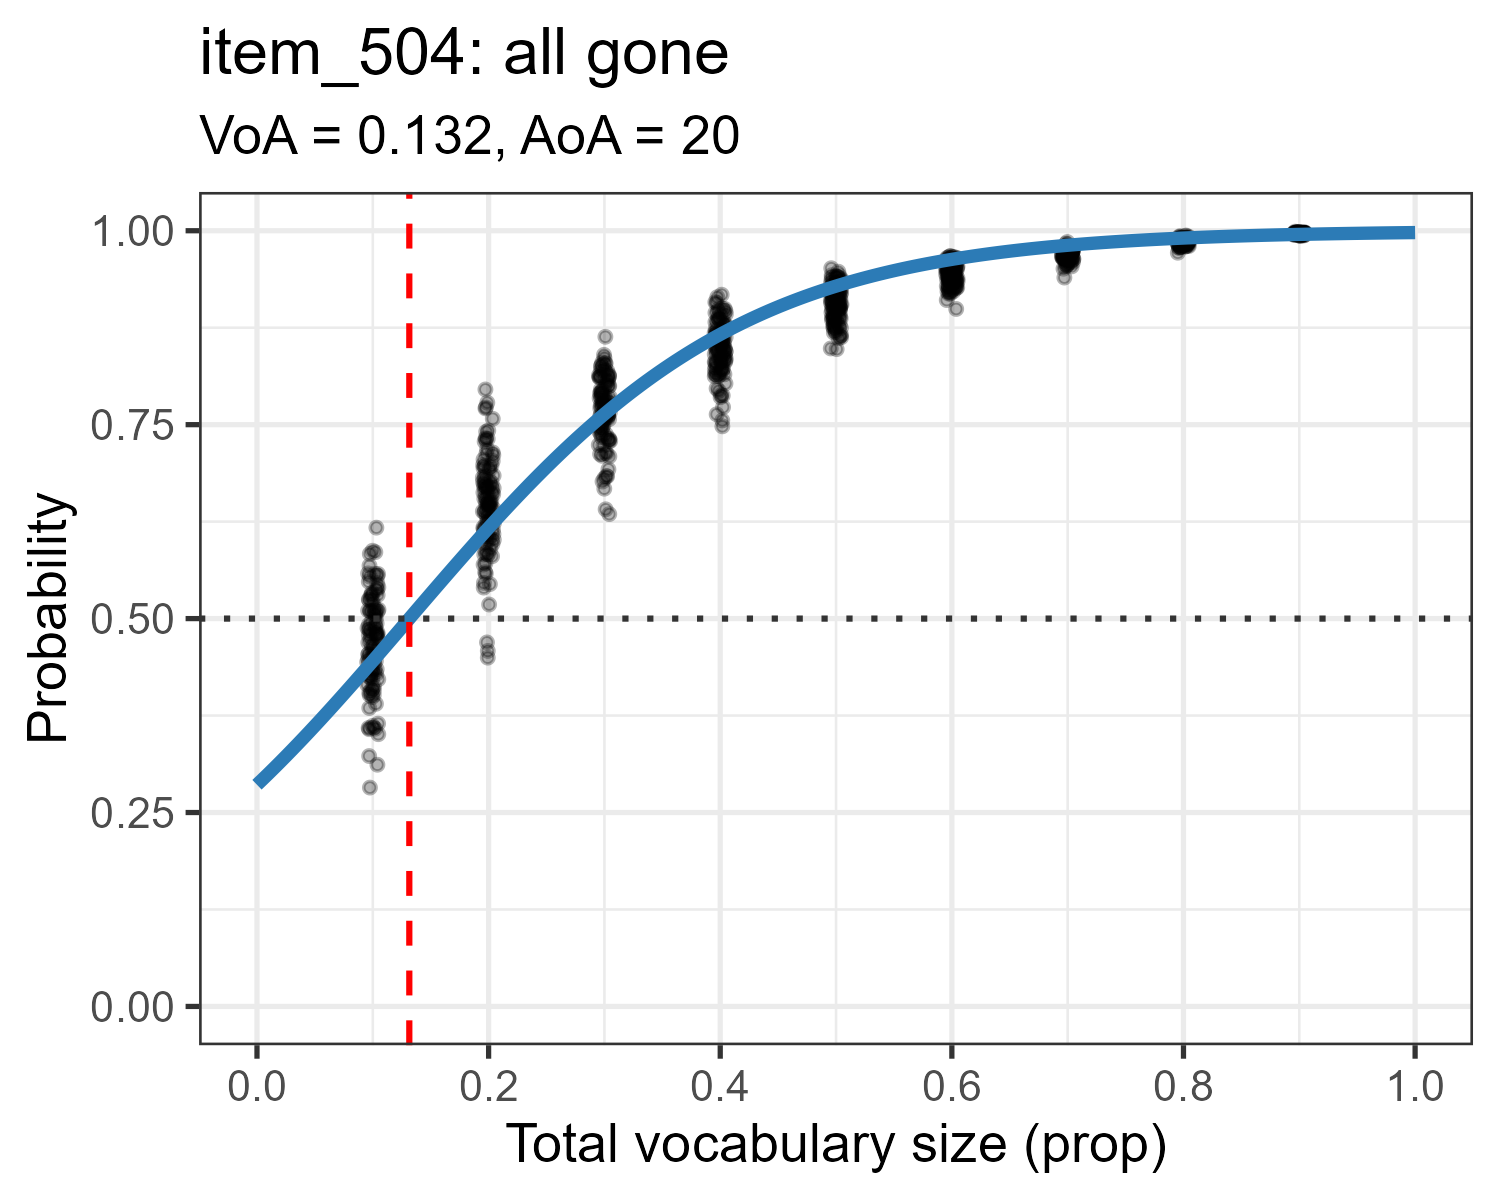 item_504: all gone
VoA = 0.132, AoA = 20
Probability
1.00
0.75
0.50
0.25
0.00
0.0 0.2 0.4 0.6 0.8 1.0
Total vocabulary size (prop)